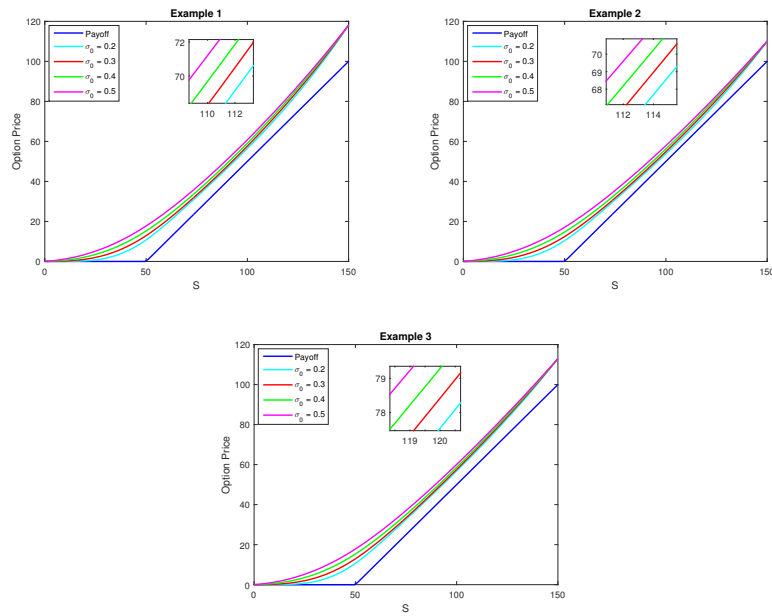 Example 1
Payoff
σ0 = 0.2
σ0 = 0.3
σ0 = 0.4
σ0 = 0.5
72
70
110 112
120
100
80
60
40
20
0
Option Price
0 50 100 150
S
Example 2
Payoff
σ0 = 0.2
σ0 = 0.3
σ0 = 0.4
σ0 = 0.5
70
69
68
112 114
120
100
80
60
40
20
0
Option Price
0 50 100 150
S
Example 3
Payoff
σ0 = 0.2
σ0 = 0.3
σ0 = 0.4
σ0 = 0.5
79
78
119 120
120
100
80
60
40
20
0
Option Price
0 50 100 150
S